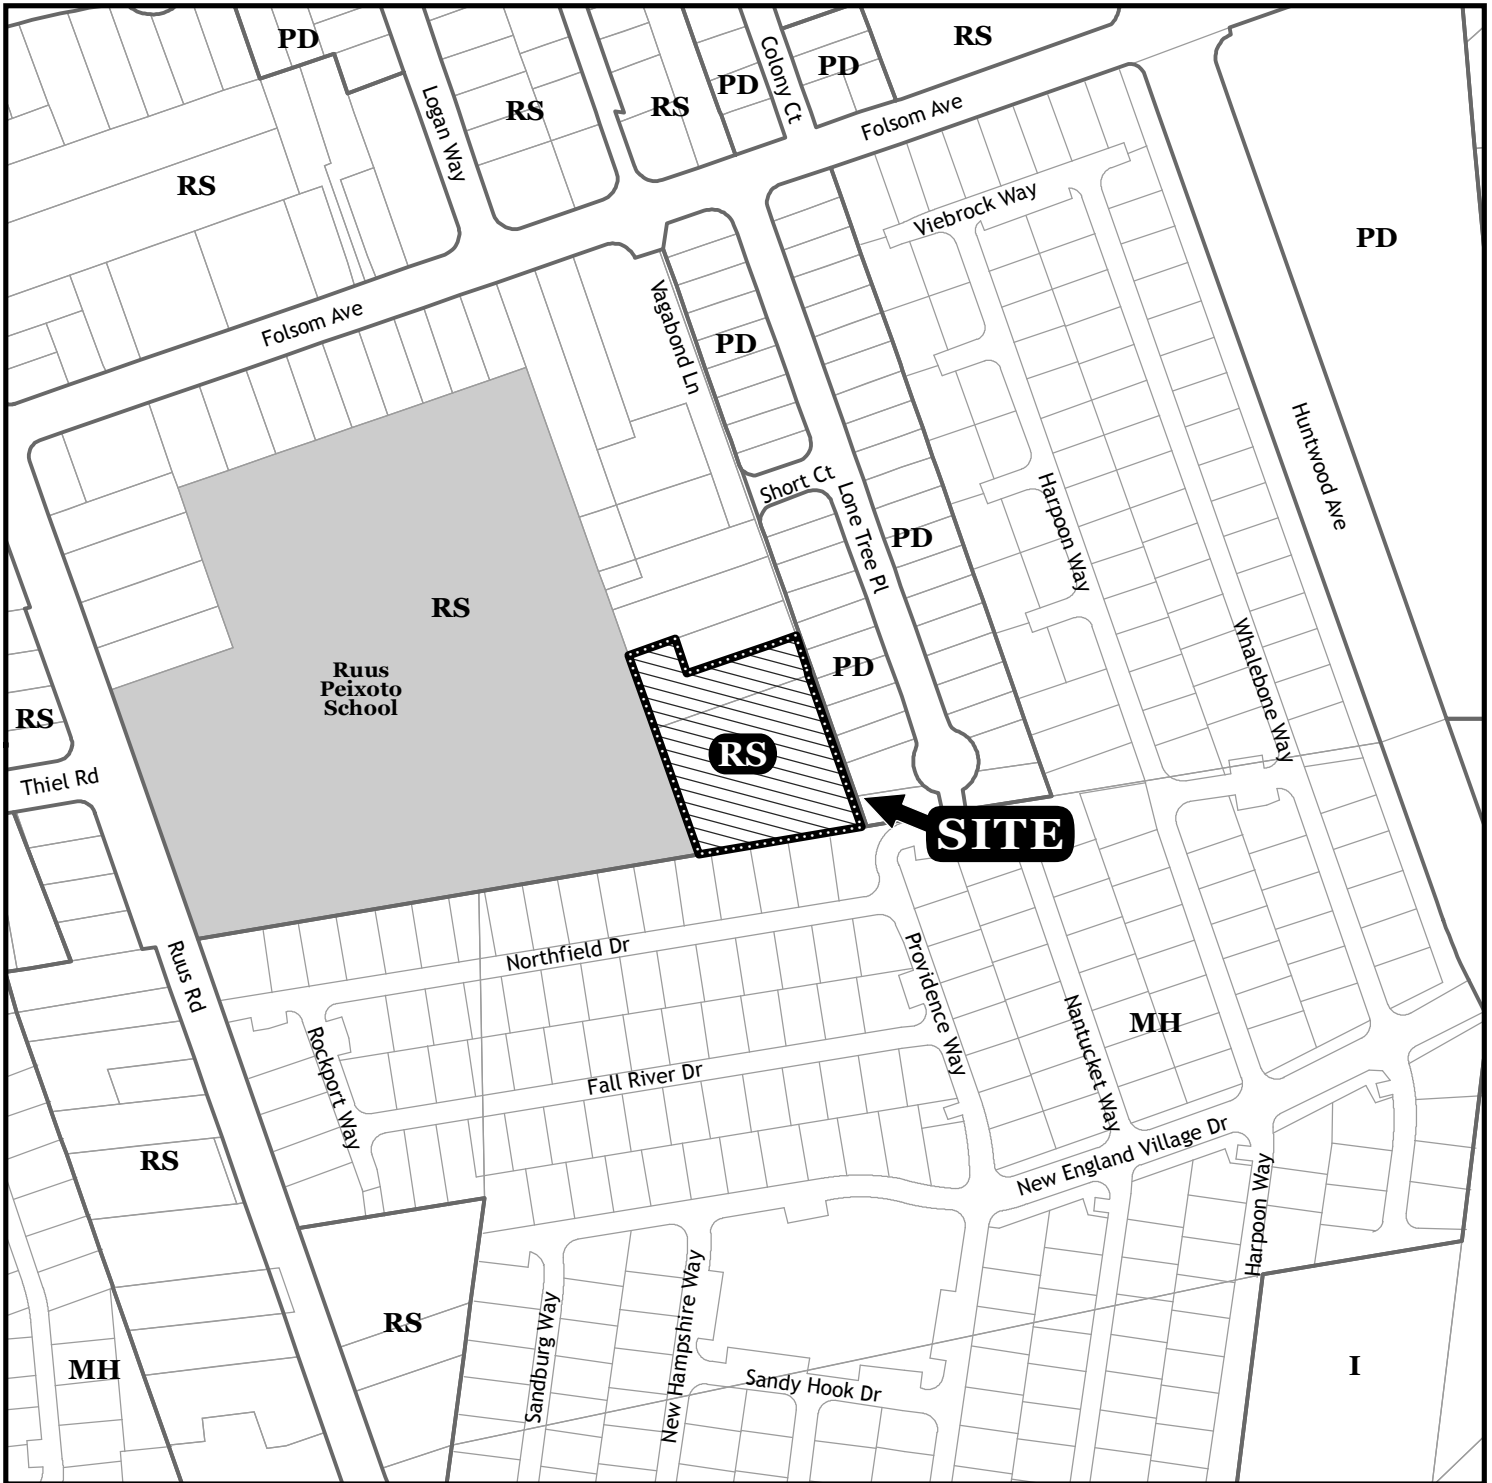 PD
RS
Colony Ct
PD
PD
Logan Way
RS
RS
Folsom Ave
RS
Viebrock Way
PD
Folsom Ave
Vagabond Ln
PD
Huntwood Ave
Short Ct
Lone Tree Pl
PD
Harpoon Way
RS
Ruus
Peixoto
School
PD
Whalebone Way
RS
RS
Thiel Rd
SITE
Northfield Dr
Ruus Rd
Providence Way
Nantucket Way
MH
Rockport Way
Fall River Dr
RS
New England Village Dr
Harpoon Way
RS
Sandburg Way
New Hampshire Way
MH
Sandy Hook Dr
I